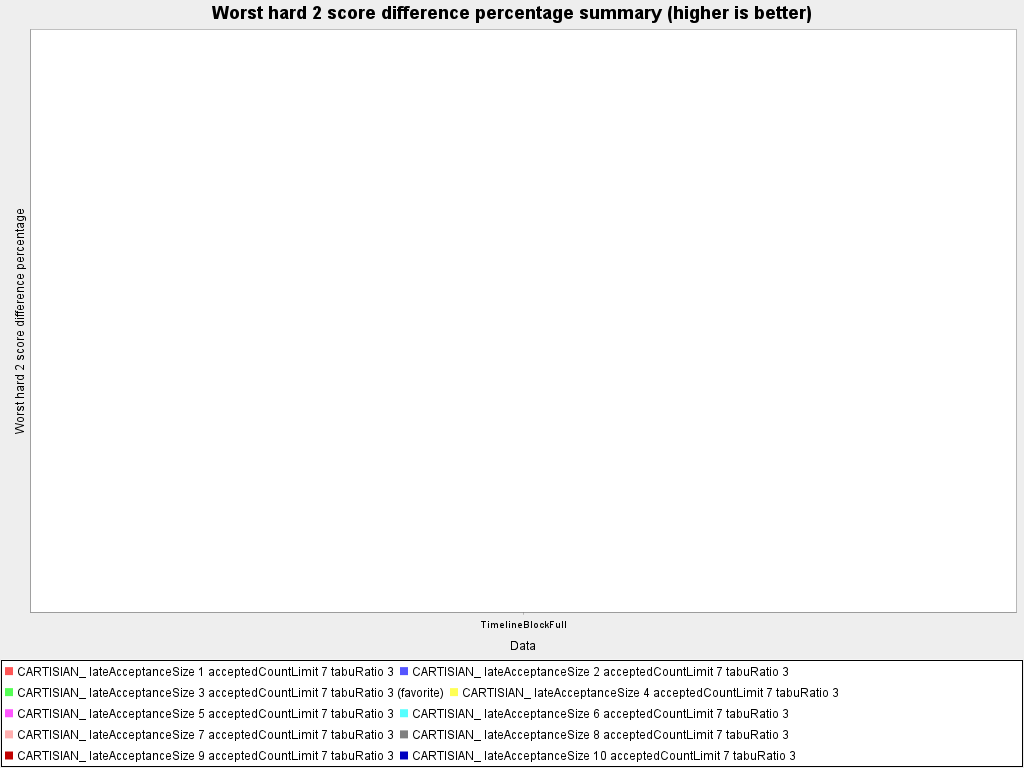 Worst hard 2 score difference percentage summary (higher is better)
Worst hard 2 score difference percentage
TimelineBlockFull
Data
CARTISIAN_ lateAcceptanceSize 1 acceptedCountLimit 7 tabuRatio 3 CARTISIAN_ lateAcceptanceSize 2 acceptedCountLimit 7 tabuRatio 3
CARTISIAN_ lateAcceptanceSize 3 acceptedCountLimit 7 tabuRatio 3 (favorite) CARTISIAN_ lateAcceptanceSize 4 acceptedCountLimit 7 tabuRatio 3
CARTISIAN_ lateAcceptanceSize 5 acceptedCountLimit 7 tabuRatio 3 CARTISIAN_ lateAcceptanceSize 6 acceptedCountLimit 7 tabuRatio 3
CARTISIAN_ lateAcceptanceSize 7 acceptedCountLimit 7 tabuRatio 3 CARTISIAN_ lateAcceptanceSize 8 acceptedCountLimit 7 tabuRatio 3
CARTISIAN_ lateAcceptanceSize 9 acceptedCountLimit 7 tabuRatio 3 CARTISIAN_ lateAcceptanceSize 10 acceptedCountLimit 7 tabuRatio 3